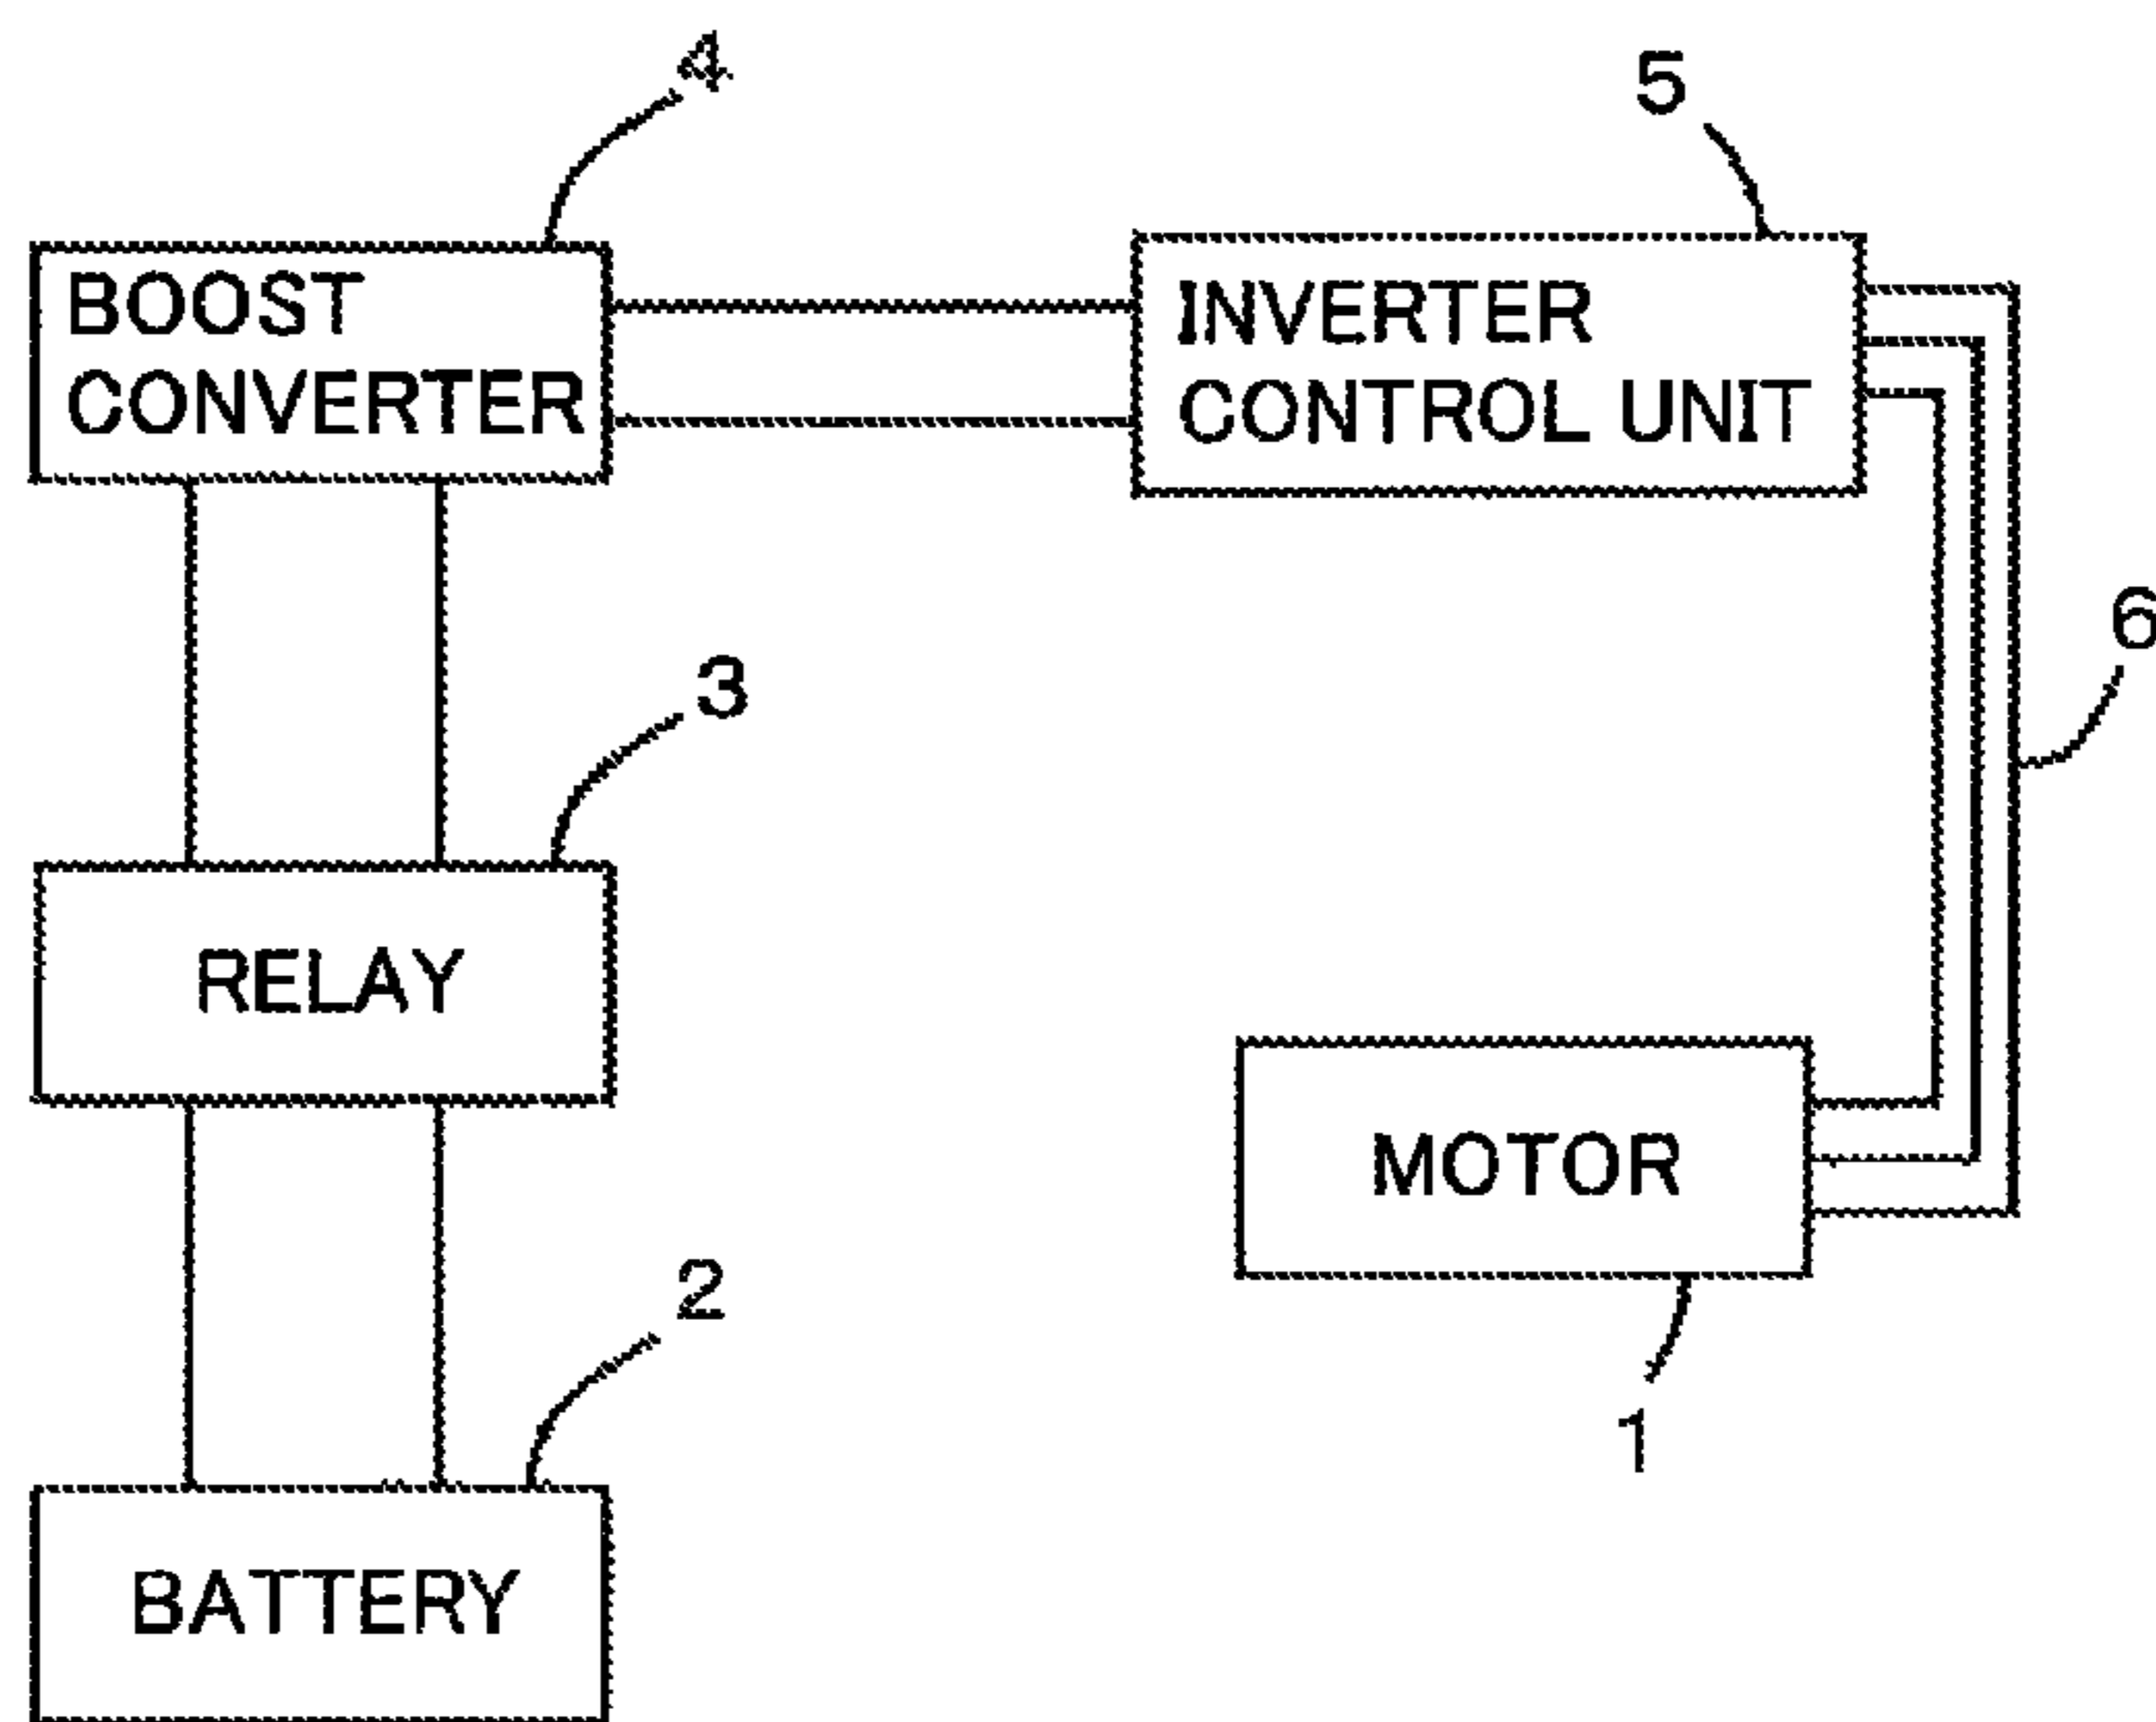 4
5
BOOST
CONVERTER
INVERTER
CONTROL UNIT
6
3
RELAY
MOTOR
2
1
BATTERY